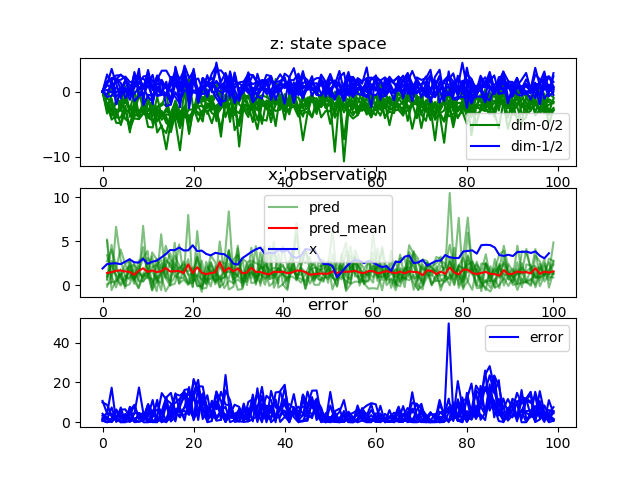 z: state space
0
−10
dim-0/2
dim-1/2
0 20 40 60 80 100
x: observation
10
5
0
pred
pred_mean
x
0 20 40 60 80 100
error
40
20
0
error
0 20 40 60 80 100